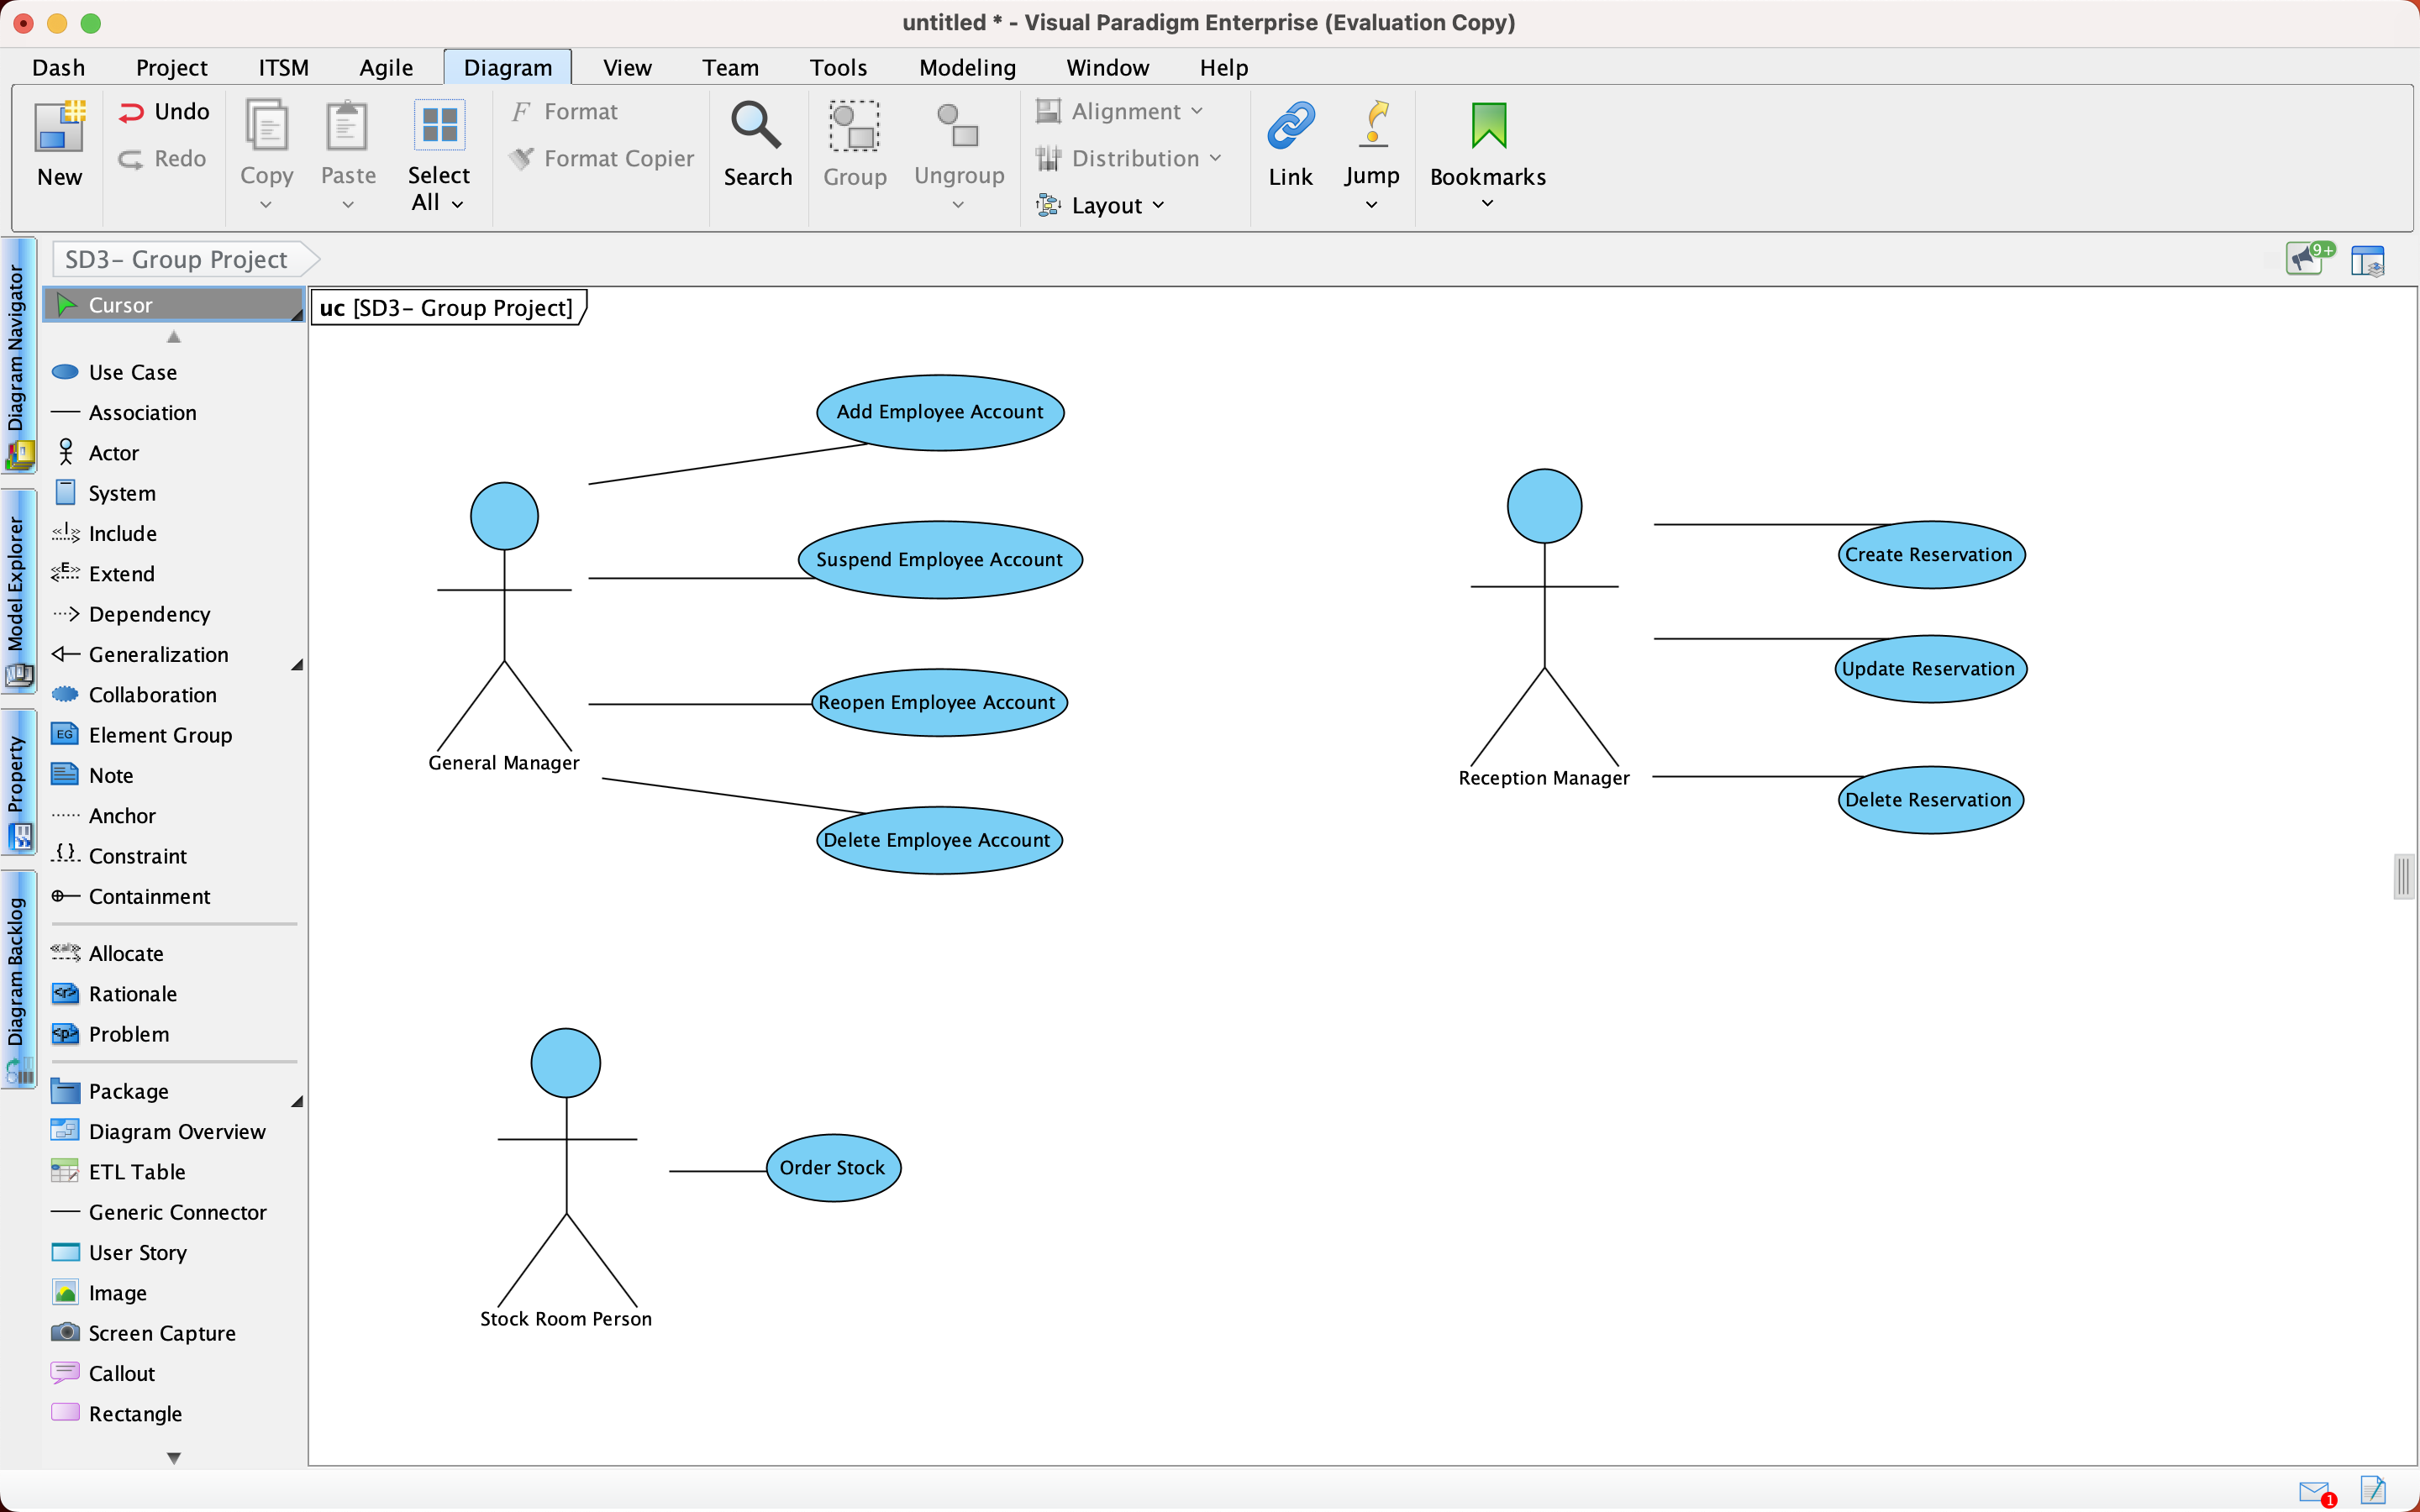 untitled * - Visual Paradigm Enterprise (Evaluation Copy)
Dash Project ITSM Agile Diagram View Team Tools Modeling Window Help
New
Undo
Redo
Copy
Paste
Select
All
Format
Format Copier
Search
Group
Ungroup
Alignment
Distribution
Layout
Link
Jump
Bookmarks
SD3- Group Project
9+
Diagram Navigator
Model Explorer
Property
Diagram Backlog
Cursor
Use Case
Association
Actor
System
Include
Extend
Dependency
Generalization
Collaboration
EG
Element Group
Note
Anchor
Constraint
Containment
Allocate
Rationale
Problem
Package
Diagram Overview
ETL Table
Generic Connector
User Story
Image
Screen Capture
Callout
Rectangle
uc [SD3- Group Project]
Add Employee Account
Suspend Employee Account
Reopen Employee Account
Delete Employee Account
General Manager
Create Reservation
Update Reservation
Delete Reservation
Reception Manager
Order Stock
Stock Room Person
1